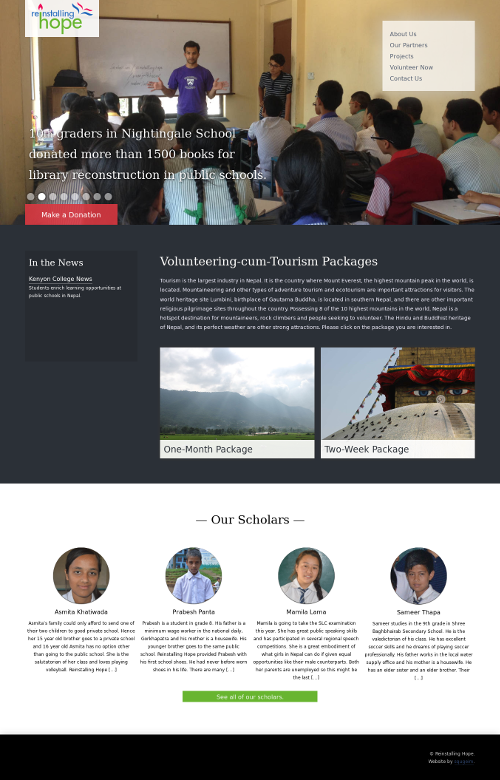 reinstalling
hope
About Us
Our Partners
Projects
Volunteer Now
Contact Us
10th graders in Nightingale School
donated more than 1500 books for
library reconstruction in public schools.
Make a Donation
In the News
Kenyon College News
Students enrich learning opportunities at
public schools in Nepal
Volunteering-cum-Tourism Packages
Tourism is the largest industry in Nepal. It is the country where Mount Everest, the highest mountain peak in the world, is
located. Mountaineering and other types of adventure tourism and ecotourism are important attractions for visitors. The
world heritage site Lumbini, birthplace of Gautama Buddha, is located in southern Nepal, and there are other important
religious pilgrimage sites throughout the country. Possessing 8 of the 10 highest mountains in the world, Nepal is a
hotspot destination for mountaineers, rock climbers and people seeking to volunteer. The Hindu and Buddhist heritage
of Nepal, and its perfect weather are other strong attractions. Please click on the package you are interested in.
One-Month Package
Two-Week Package
— Our Scholars —
Asmita Khatiwada
Asmita's family could only afford to send one of
their two children to good private school. Hence
her 15 year old brother goes to a private school
and 16 year old Asmita has no option other
than going to the public school. She is the
salutatorian of her class and loves playing
volleyball. Reinstalling Hope [...]
Prabesh Panta
Prabesh is a student in grade 6. His father is a
minimum wage worker in the national daily,
Gorkhapatra and his mother is a housewife. His
younger brother goes to the same public
school. Reinstalling Hope provided Prabesh with
his first school shoes. He had never before worn
shoes in his life. There are many [...]
Mamila Lama
Mamila is going to take the SLC examination
this year. She has great public speaking skills
and has participated in several regional speech
competitions. She is a great embodiment of
what girls in Nepal can do if given equal
opportunities like their male counterparts. Both
her parents are unemployed so this might be
the last [...]
Sameer Thapa
Sameer studies in the 9th grade in Shree
Baghbhairab Secondary School. He is the
valedictorian of his class. He has excellent
soccer skills and he dreams of playing soccer
professionally. His father works in the local water
supply office and his mother is a housewife. He
has an elder sister and an elder brother. Their
[...]
See all of our scholars.
© Reinstalling Hope
Website by